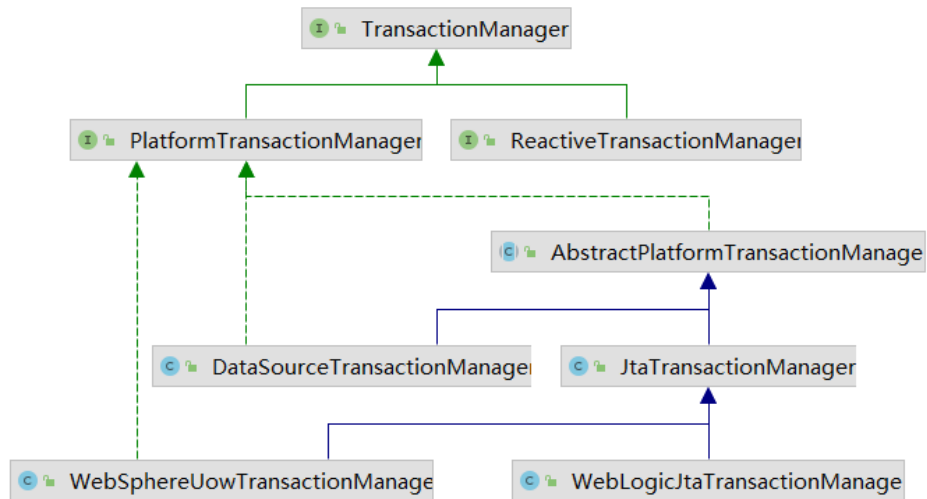 TransactionManager
PlatformTransactionManager
ReactiveTransactionManager
AbstractPlatformTransactionManage
DataSourceTransactionManager
JtaTransactionManager
WebSphereUowTransactionManage
WebLogicJtaTransactionManage